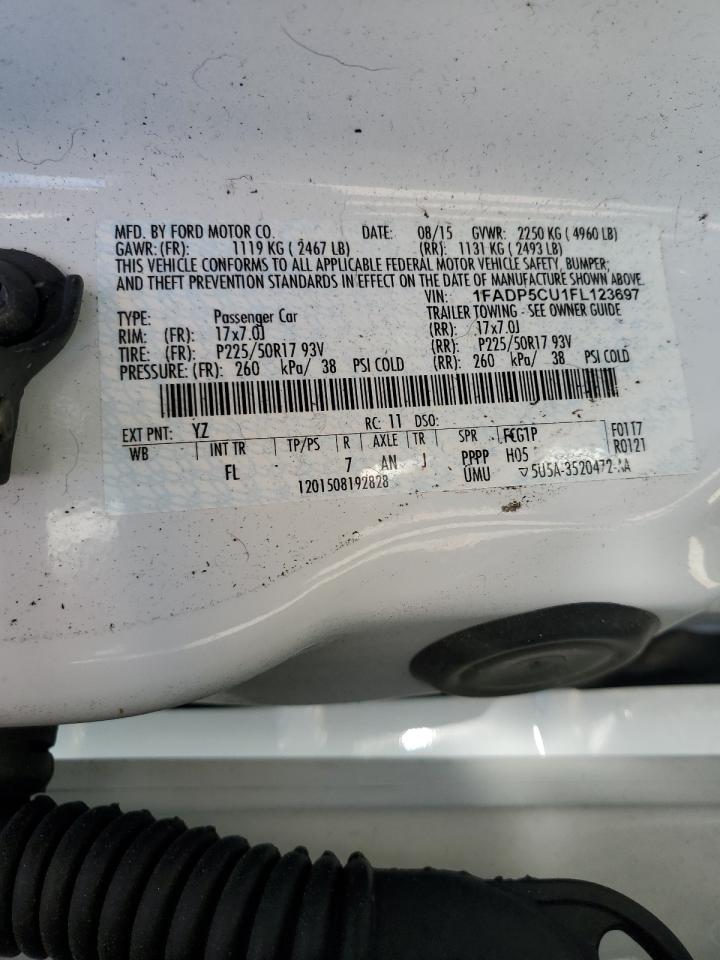 MFD. BY FORD MOTOR CO. DATE: 08/15 GVWR: 2250 KG ( 4960 LB)
GAWR: (FR): 1119 KG ( 2467 LB) (RR): 1131 KG ( 2493 LB)
THIS VEHICLE CONFORMS TO ALL APPLICABLE FEDERAL MOTOR VEHICLE SAFETY, BUMPER,
AND THEFT PREVENTION STANDARDS IN EFFECT ON THE DATE OF MANUFACTURE SHOWN ABOVE.
VIN: 1FADP5CU1FL123697
TYPE: Passenger Car TRAILER TOWING - SEE OWNER GUIDE
RIM: (FR): 17x7.0J (RR): 17x7.0J
TIRE: (FR): P225/50R17 93V (RR): P225/50R17 93V
PRESSURE: (FR): 260 kPa/ 38 PSI COLD (RR): 260 kPa/ 38 PSI COLD
EXT PNT: YZ RC: 11 DSO:
WB INT TR TP/PS R AXLE TR SPR FCG1P F0117
FL 7 AN J PPPP H05 R0121
1201508192828 UMU ▽5U5A-3520472-AA